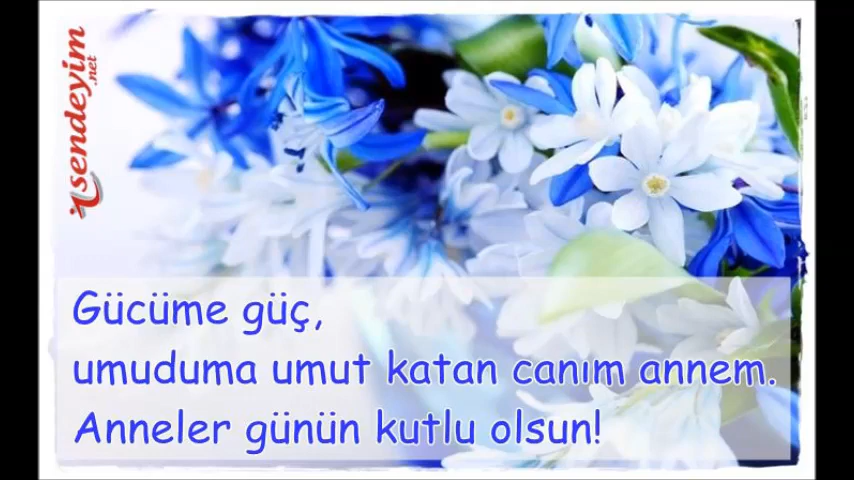 sendeyim
.net
Gücüme güç,
umuduma umut katan canım annem.
Anneler günün kutlu olsun!